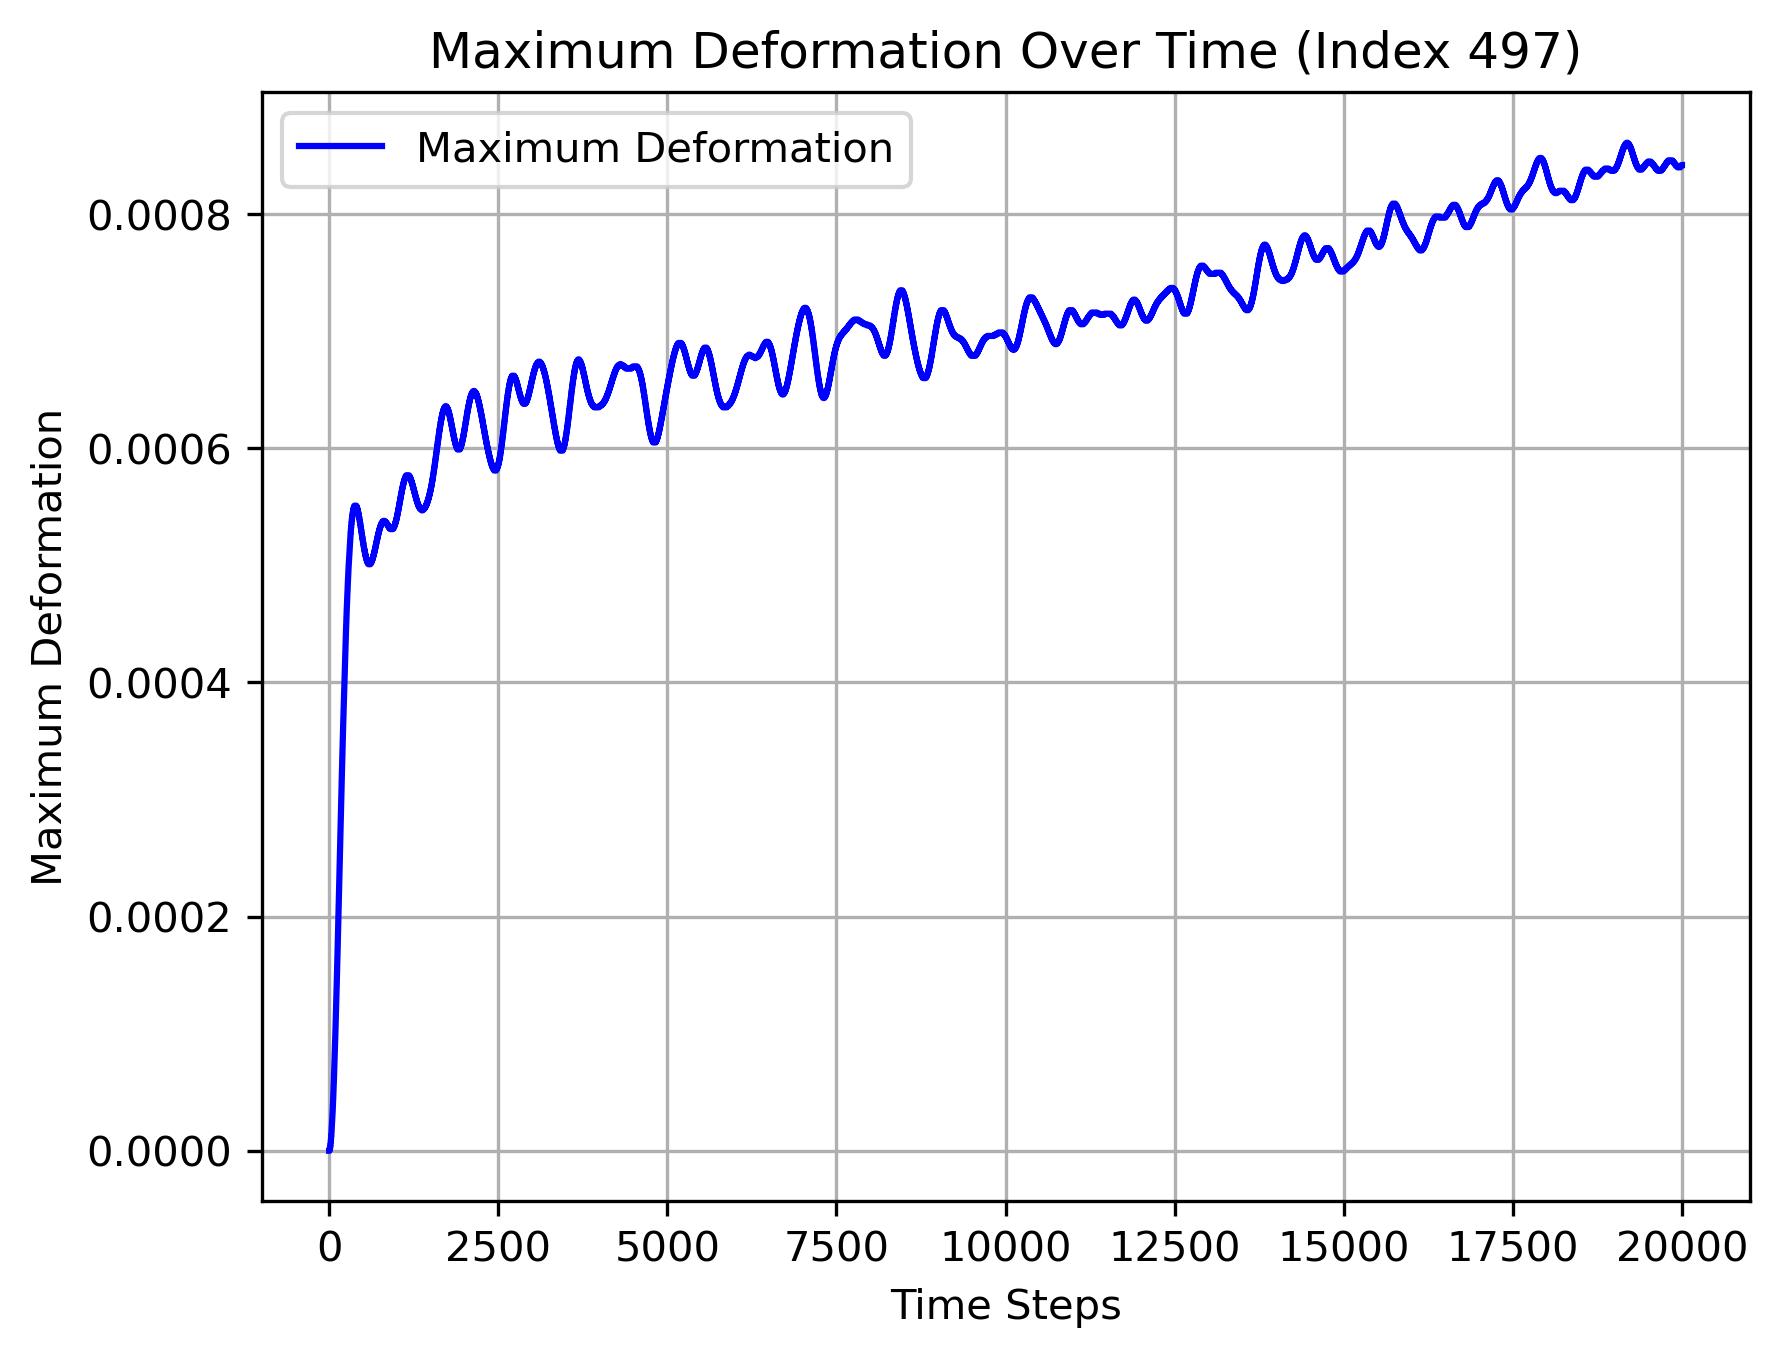 Maximum Deformation Over Time (Index 497)
Maximum Deformation
Maximum Deformation
0.0008
0.0006
0.0004
0.0002
0.0000
0 2500 5000 7500 10000 12500 15000 17500 20000
Time Steps